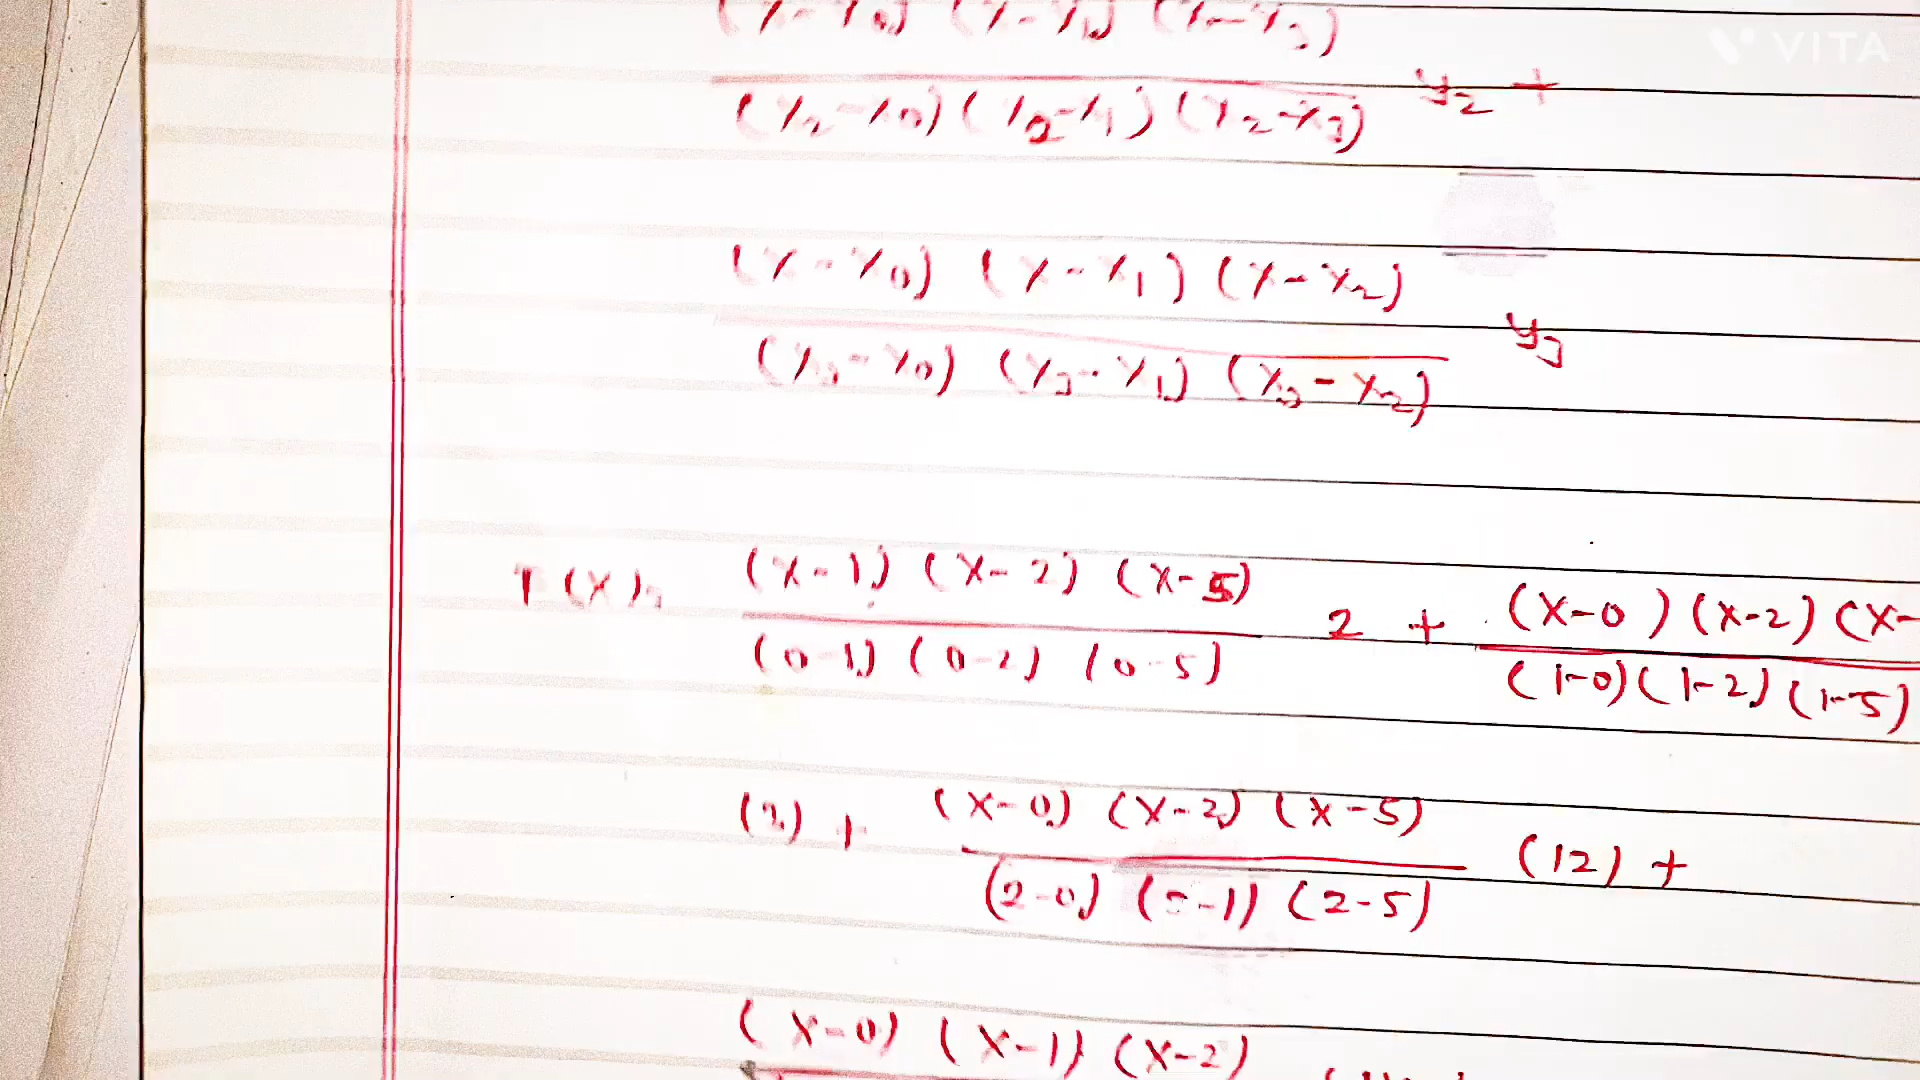 VITA
(x-x₀) (x-x₁) (x-x₃)
(x₂-x₀) (x₂-x₁) (x₂-x₃) y₂ +
(x-x₀) (x-x₁) (x-x₂)
(x₃-x₀) (x₃-x₁) (x₃-x₂) y₃
(x-1) (x-2) (x-5) (x-0) (x-2) (x-
(x) 2 +
(0-1) (0-2) (0-5) (1-0) (1-2) (1-5)
(x-0) (x-2) (x-5)
+ (12) +
(2-0) ( -1) (2-5)
(x-0) (x-1) (x-2)